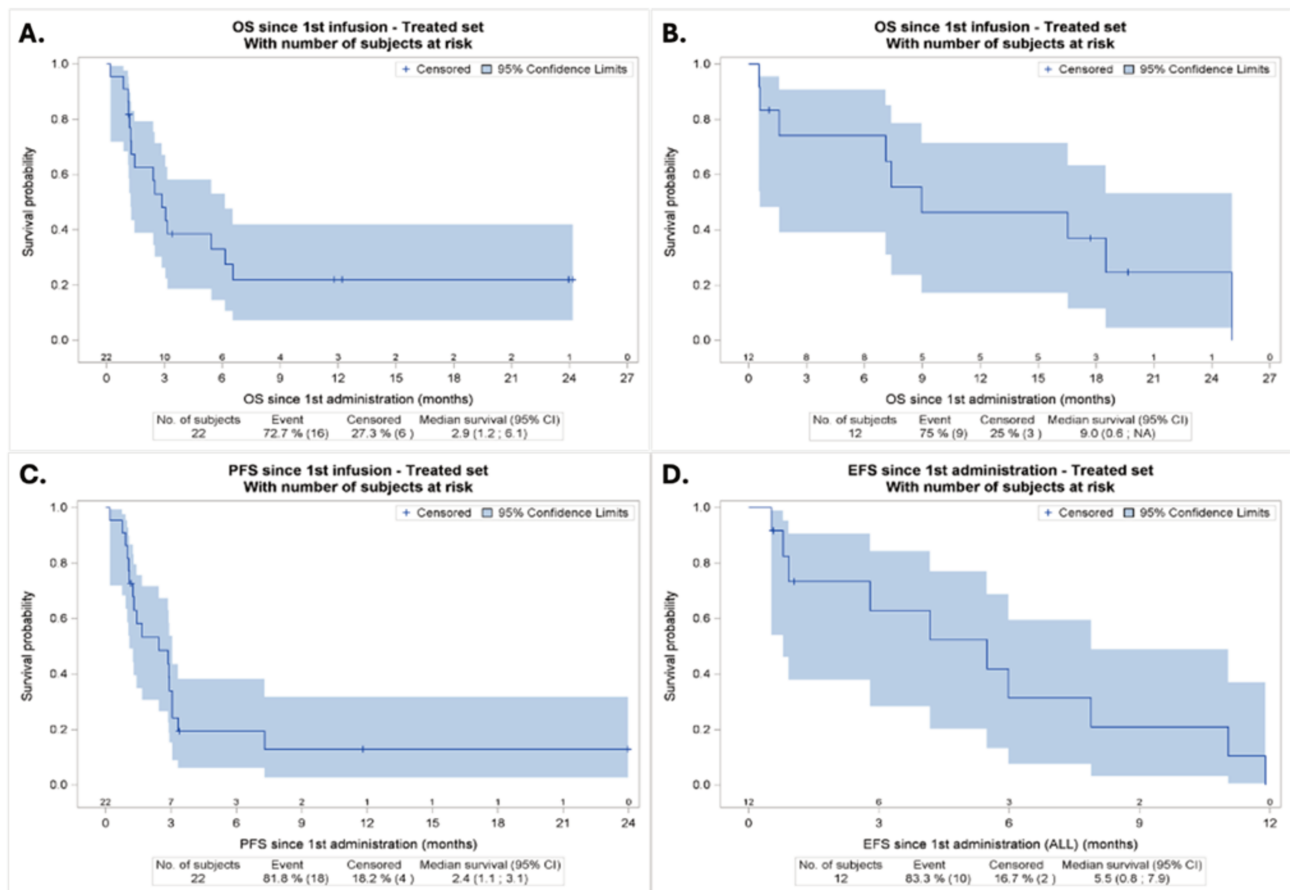 A.
OS since 1st infusion - Treated set
With number of subjects at risk
+ Censored 95% Confidence Limits
Survival probability
1.0
0.8
0.6
0.4
0.2
0.0
22 10 6 4 3 2 2 2 1 0
0 3 6 9 12 15 18 21 24 27
OS since 1st administration (months)
No. of subjects Event Censored Median survival (95% CI)
22 72.7 % (16) 27.3 % (6 ) 2.9 (1.2 ; 6.1)
B.
OS since 1st infusion - Treated set
With number of subjects at risk
+ Censored 95% Confidence Limits
Survival probability
1.0
0.8
0.6
0.4
0.2
0.0
12 8 8 5 5 5 3 1 1 0
0 3 6 9 12 15 18 21 24 27
OS since 1st administration (months)
No. of subjects Event Censored Median survival (95% CI)
12 75 % (9) 25 % (3 ) 9.0 (0.6 ; NA)
C.
PFS since 1st infusion - Treated set
With number of subjects at risk
+ Censored 95% Confidence Limits
Survival probability
1.0
0.8
0.6
0.4
0.2
0.0
22 7 3 2 1 1 1 1 0
0 3 6 9 12 15 18 21 24
PFS since 1st administration (months)
No. of subjects Event Censored Median survival (95% CI)
22 81.8 % (18) 18.2 % (4 ) 2.4 (1.1 ; 3.1)
D.
EFS since 1st administration - Treated set
With number of subjects at risk
+ Censored 95% Confidence Limits
Survival probability
1.0
0.8
0.6
0.4
0.2
0.0
12 6 3 2 0
0 3 6 9 12
EFS since 1st administration (ALL) (months)
No. of subjects Event Censored Median survival (95% CI)
12 83.3 % (10) 16.7 % (2 ) 5.5 (0.8 ; 7.9)